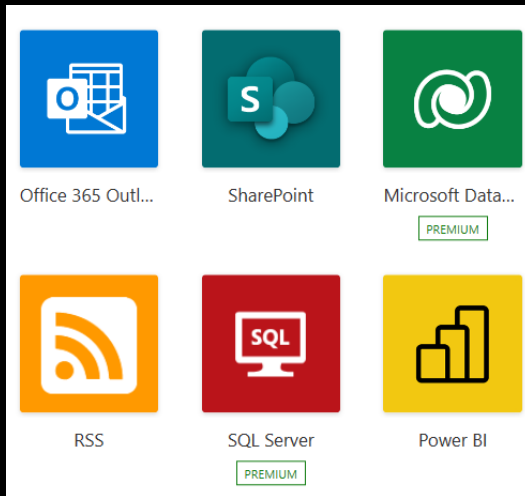 O
S
Office 365 Outl...
SharePoint
Microsoft Data...
PREMIUM
SQL
RSS
SQL Server
Power BI
PREMIUM